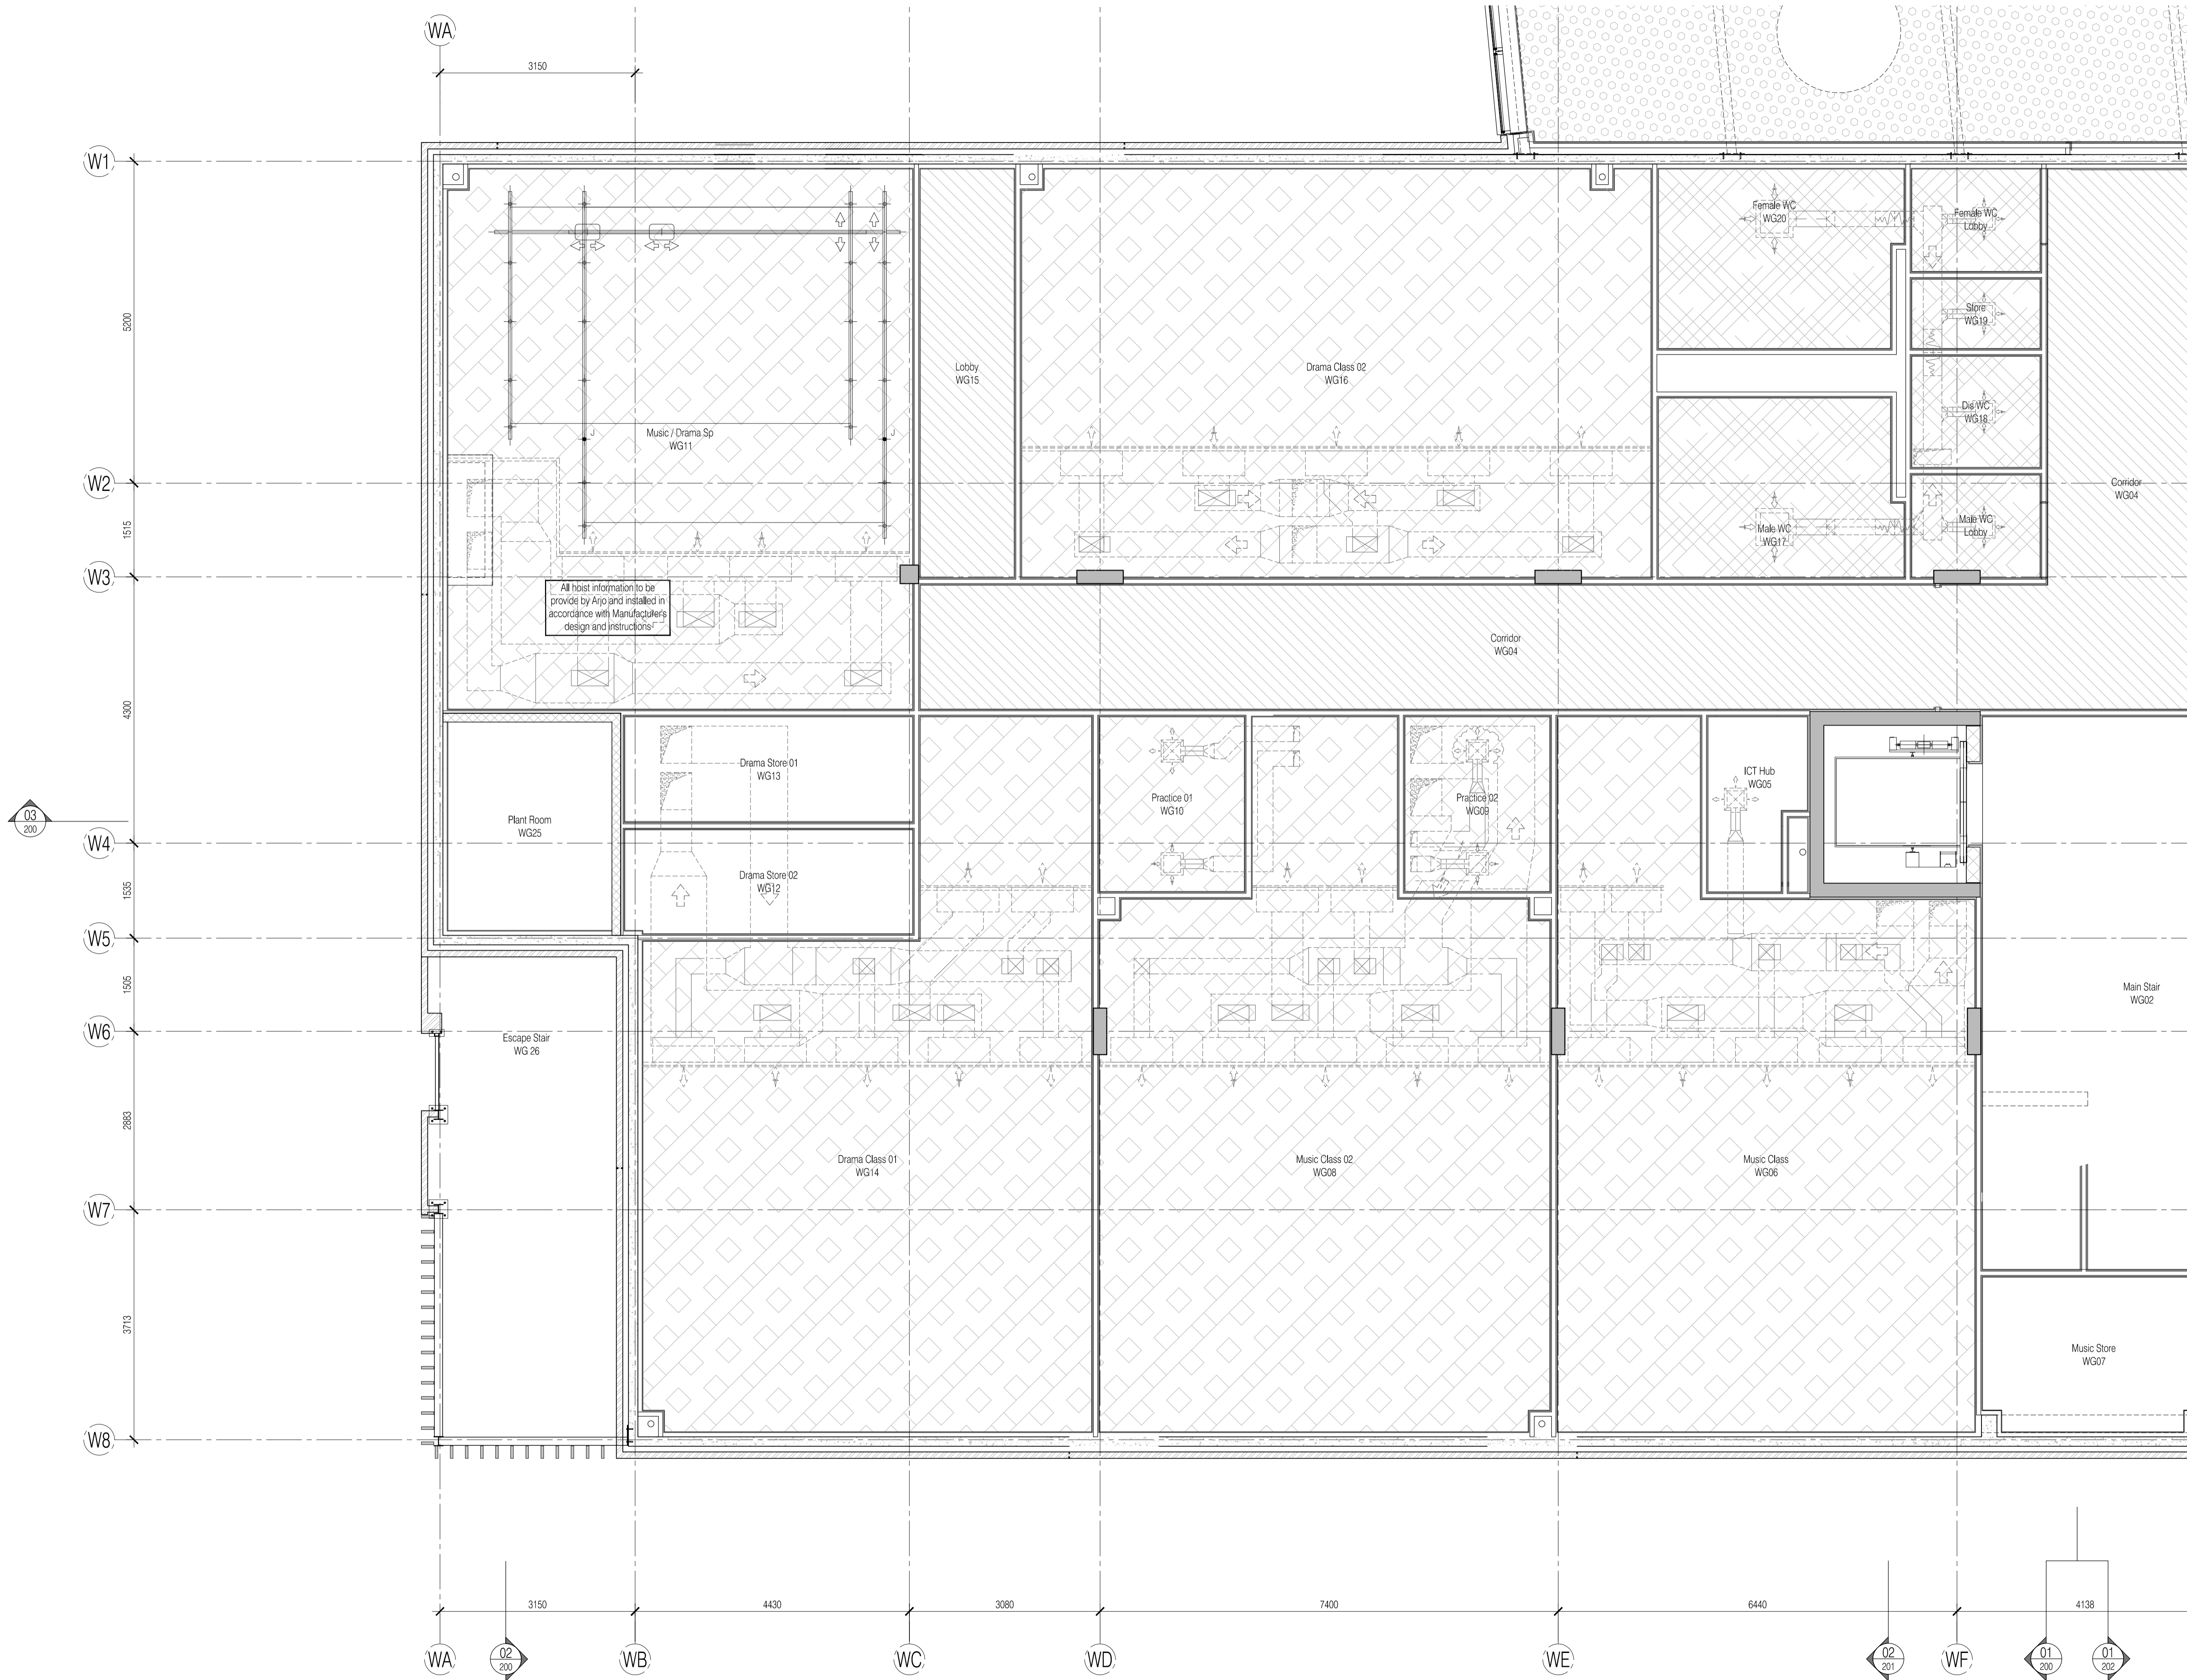 WA
3150
W1
Female WC
WG20
Female WC
Lobby
Store
WG19
5200
Lobby
WG15
Drama Class 02
WG16
Dis WC
WG18
Music / Drama Sp
WG11
J
J
W2
Corridor
WG04
1515
Male WC
WG17
Male WC
Lobby
W3
All hoist information to be
provide by Arjo and installed in
accordance with Manufacturer's
design and instructions
Corridor
WG04
4300
Drama Store 01
WG13
ICT Hub
WG05
Practice 01
WG10
Practice 02
WG09
03
200
Plant Room
WG25
W4
Drama Store 02
WG12
1535
W5
1505
Main Stair
WG02
W6
Escape Stair
WG 26
2883
Drama Class 01
WG14
Music Class 02
WG08
Music Class
WG06
W7
3713
Music Store
WG07
W8
3150
4430
3080
7400
6440
4138
WA
02
200
WB
WC
WD
WE
02
201
WF
01
200
01
202